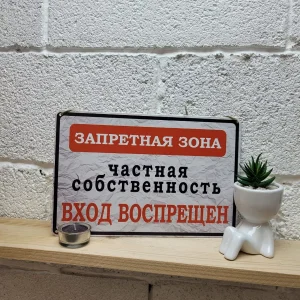 ЗАПРЕТНАЯ ЗОНА
частная
собственность
ВХОД ВОСПРЕЩЕН